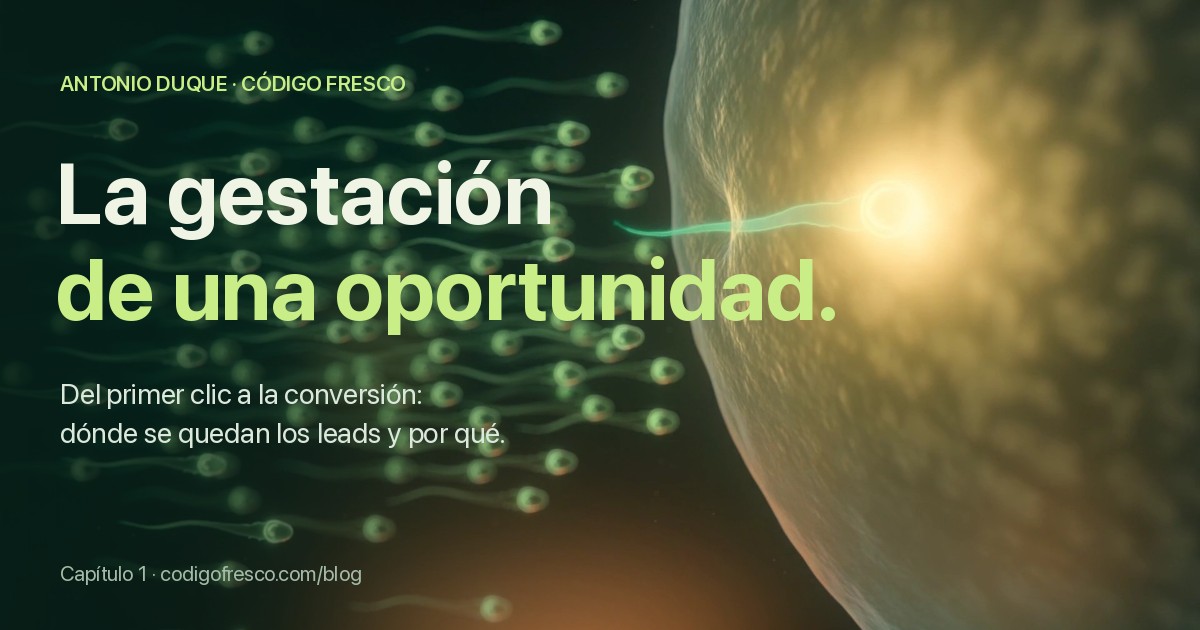 ANTONIO DUQUE · CÓDIGO FRESCO
La gestación
de una oportunidad.
Del primer clic a la conversión:
dónde se quedan los leads y por qué.
Capítulo 1 · codigofresco.com/blog